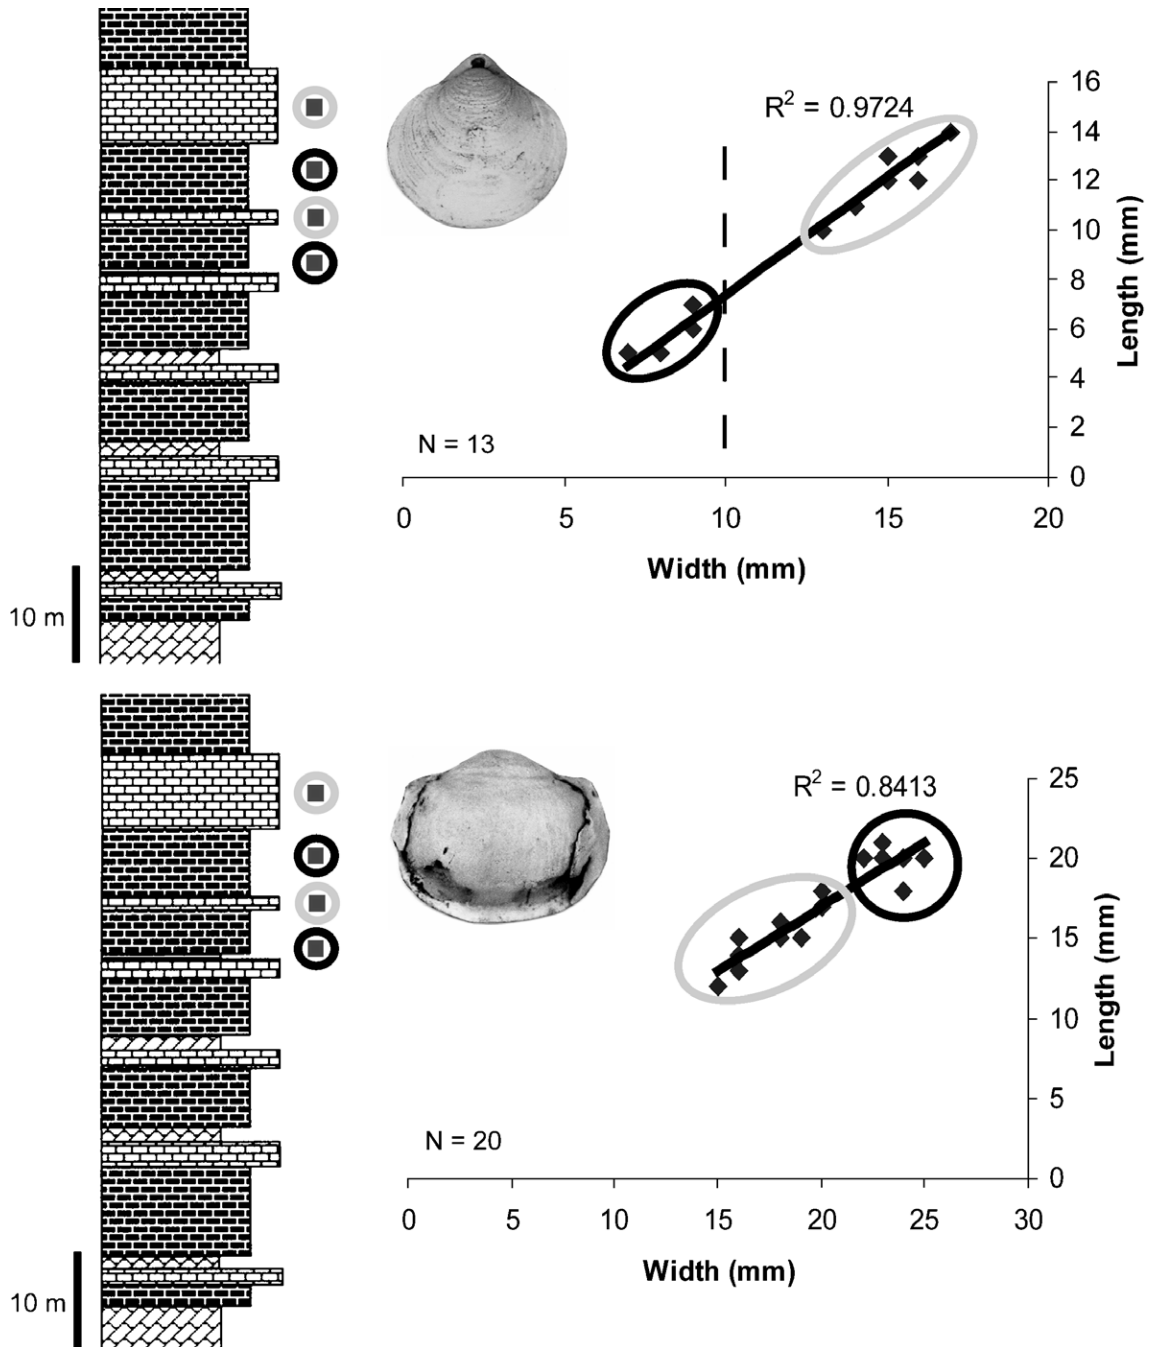 R² = 0.9724
16
14
12
10
8
6
4
2
0
Length (mm)
N = 13
0 5 10 15 20
Width (mm)
10 m
R² = 0.8413
25
20
15
10
5
0
Length (mm)
N = 20
0 5 10 15 20 25 30
Width (mm)
10 m